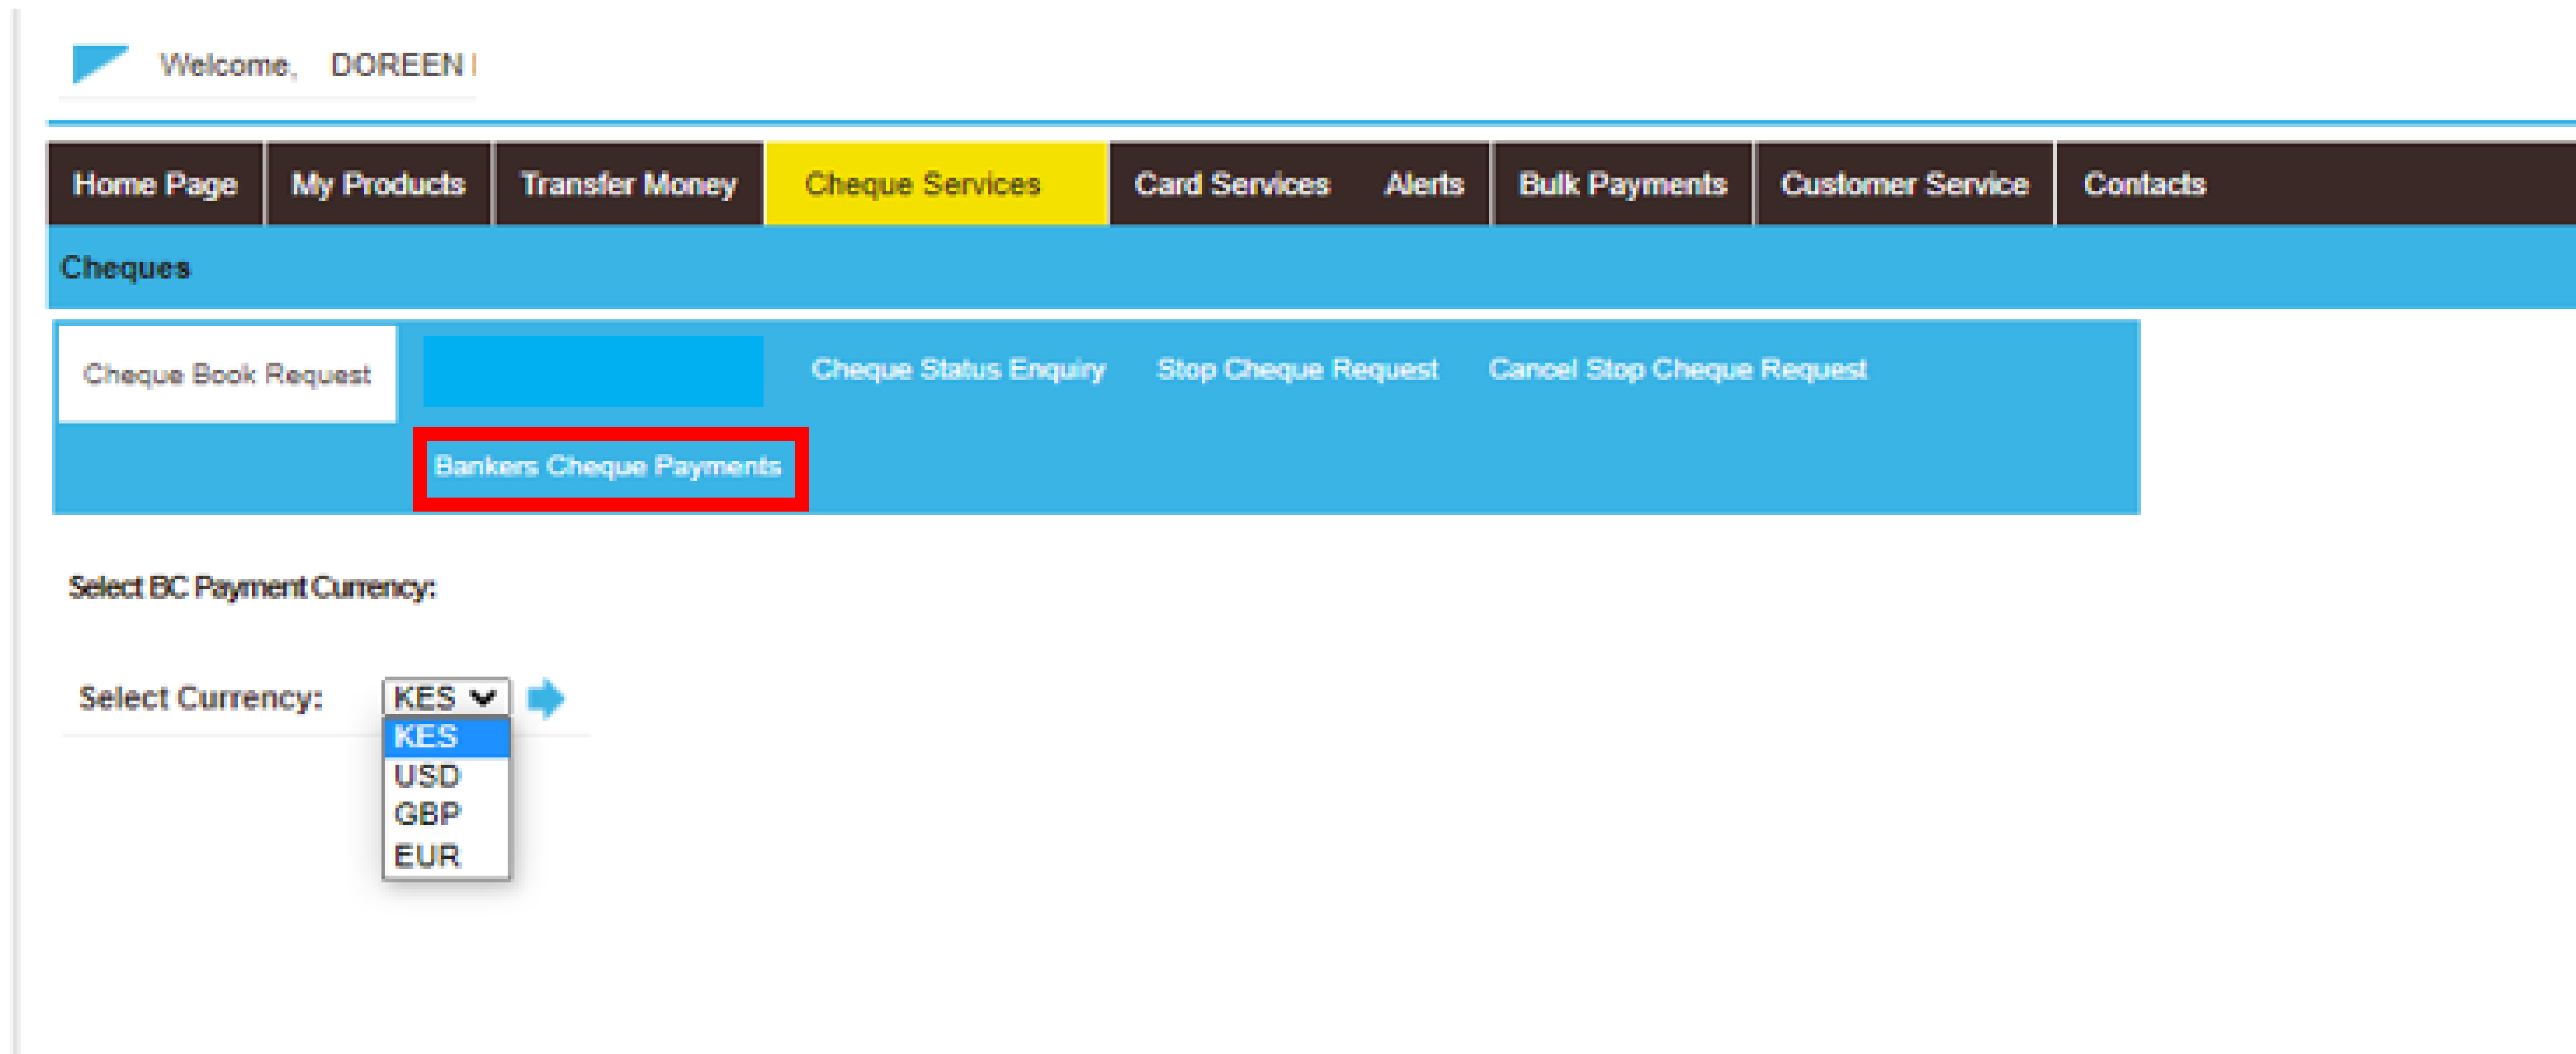 Welcome, DOREEN
Home Page My Products Transfer Money Cheque Services Card Services Alerts Bulk Payments Customer Service Contacts
Cheques
Cheque Book Request Cheque Status Enquiry Stop Cheque Request Cancel Stop Cheque Request
Bankers Cheque Payments
Select BC Payment Currency:
Select Currency: KES
KES
USD
GBP
EUR